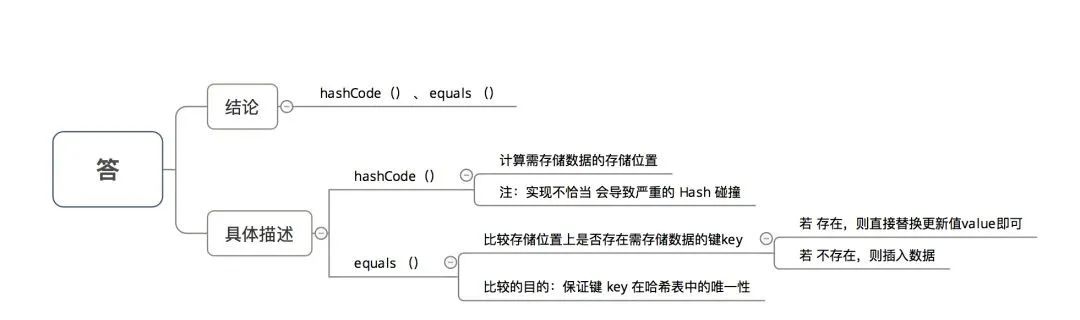 答
结论
hashCode（） 、 equals （）
具体描述
hashCode（）
计算需存储数据的存储位置
注：实现不恰当 会导致严重的 Hash 碰撞
equals （）
比较存储位置上是否存在需存储数据的键key
若 存在，则直接替换更新值value即可
若 不存在，则插入数据
比较的目的：保证键 key 在哈希表中的唯一性